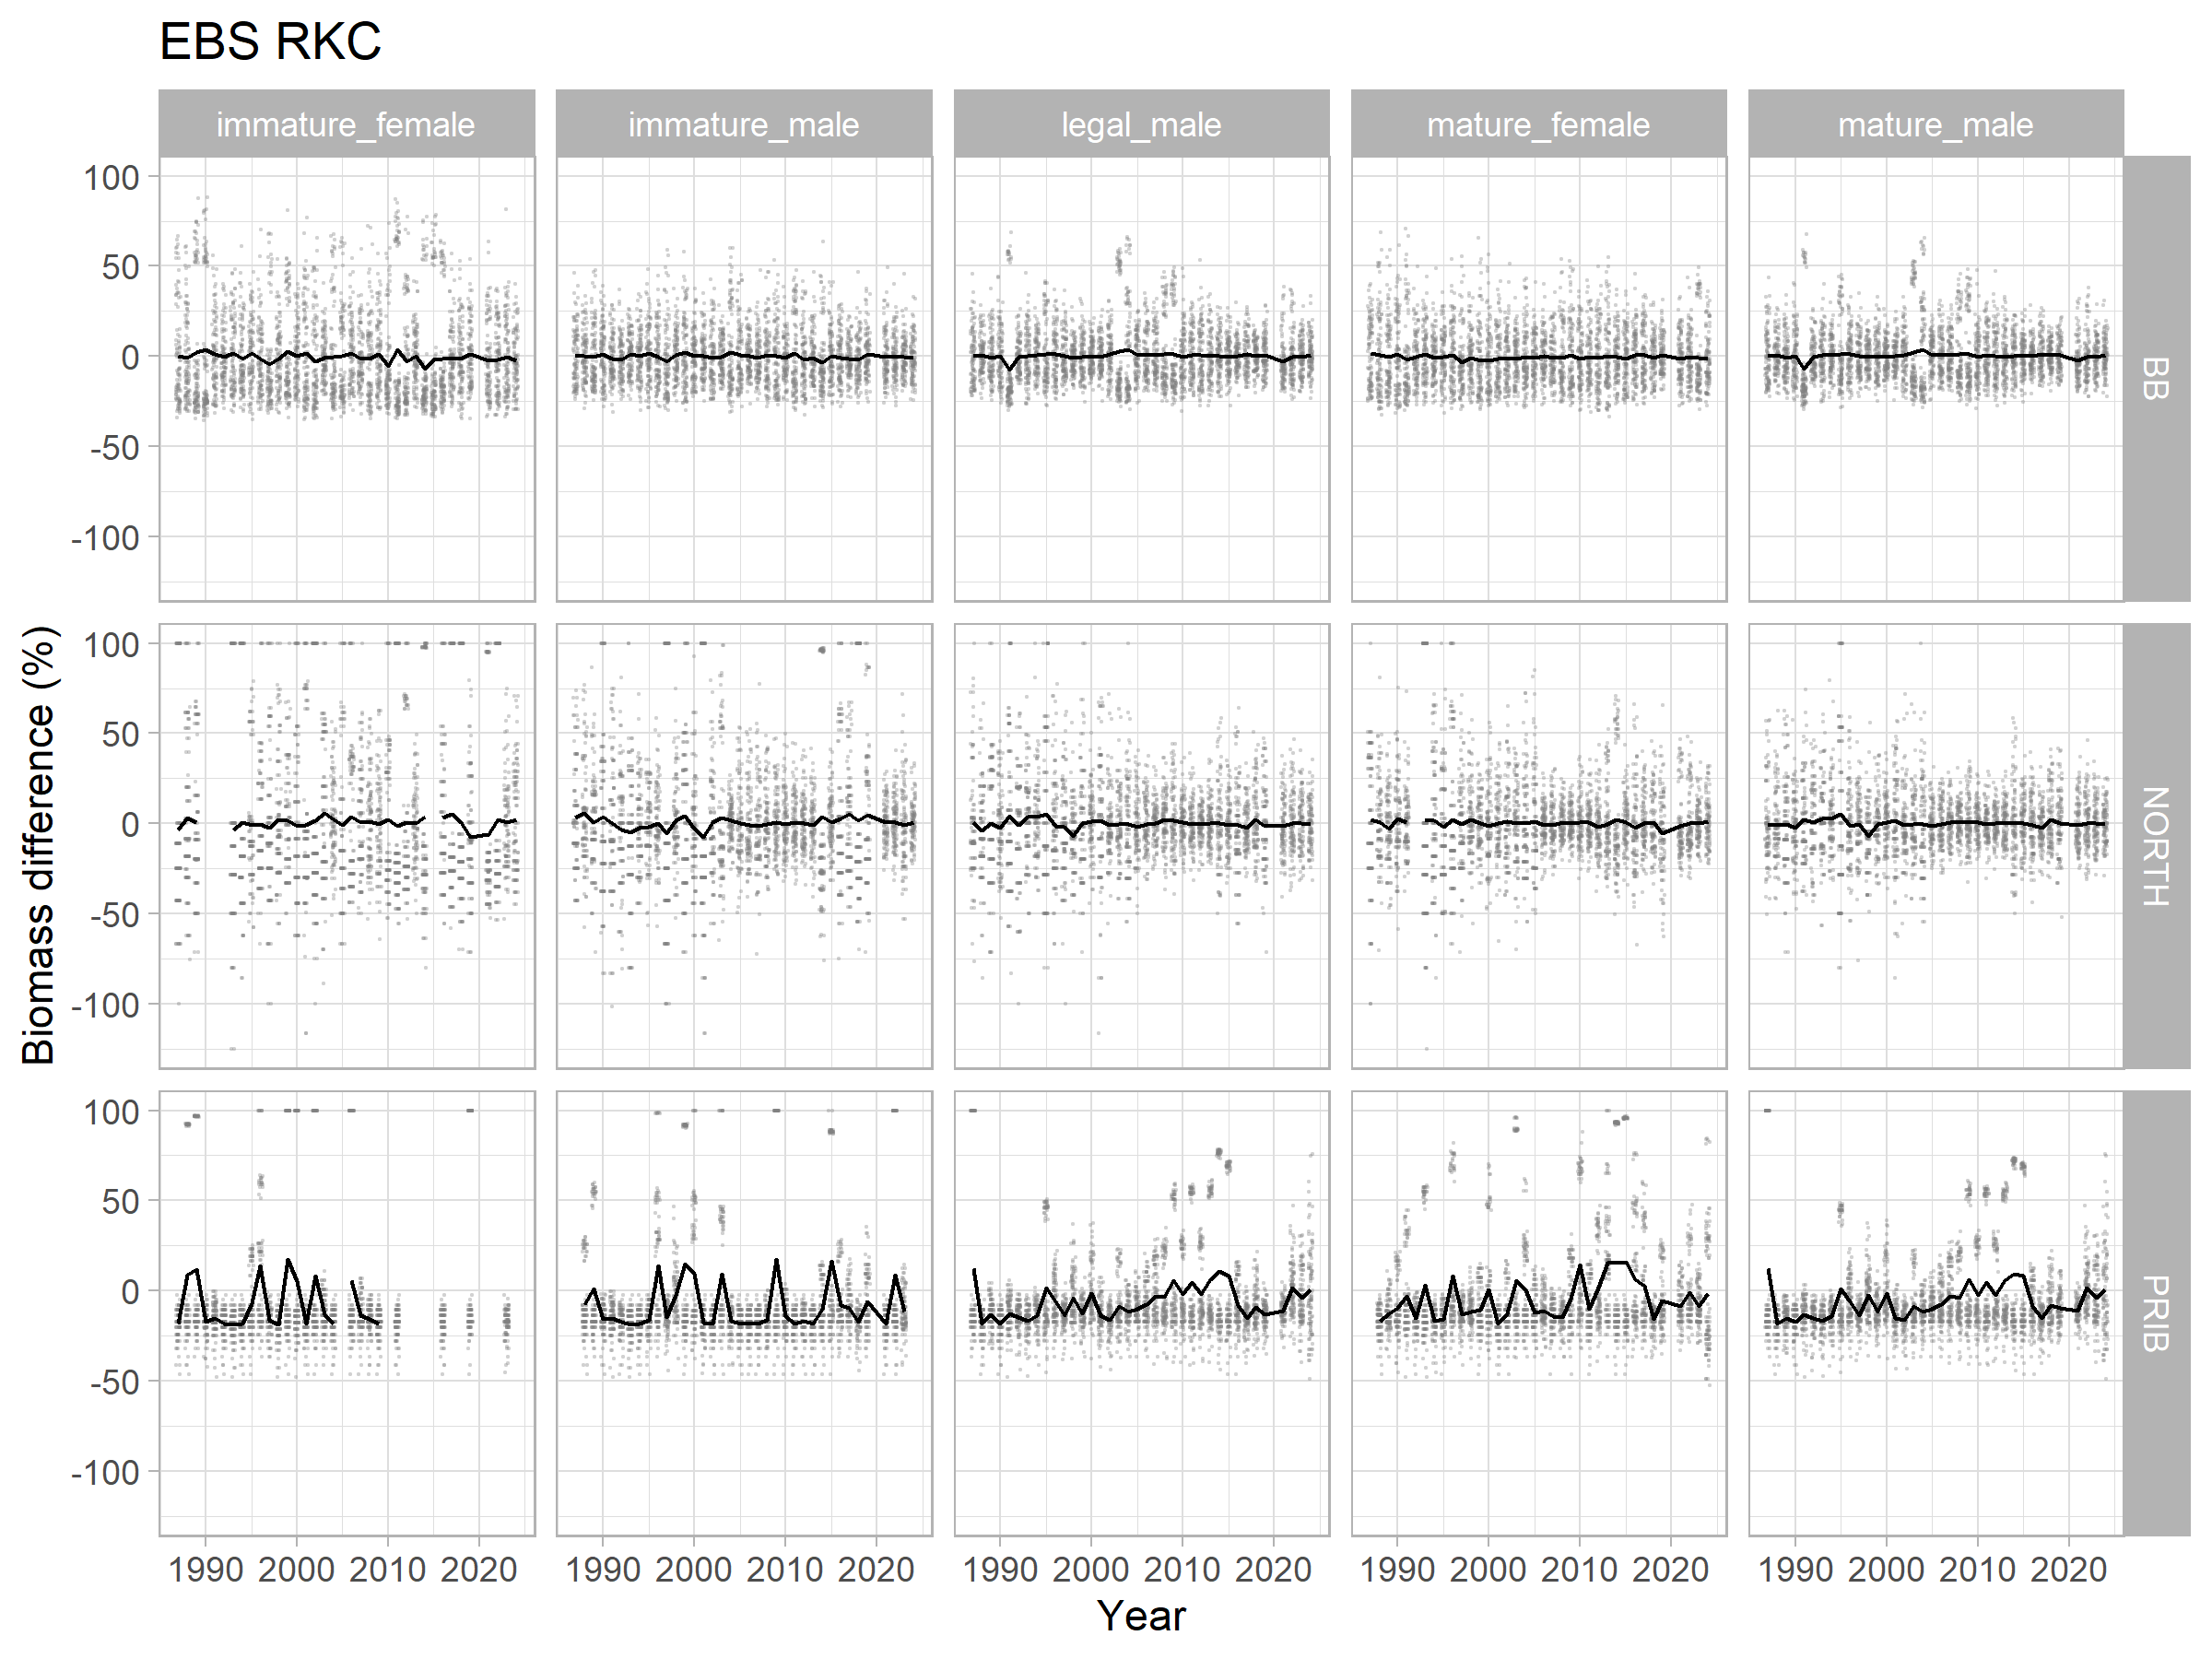 EBS RKC
immature_female immature_male legal_male mature_female mature_male
100
50
0
-50
-100
BB
100
50
0
-50
-100
NORTH
100
50
0
-50
-100
PRIB
Biomass difference (%)
1990 2000 2010 2020 1990 2000 2010 2020 1990 2000 2010 2020 1990 2000 2010 2020 1990 2000 2010 2020
Year